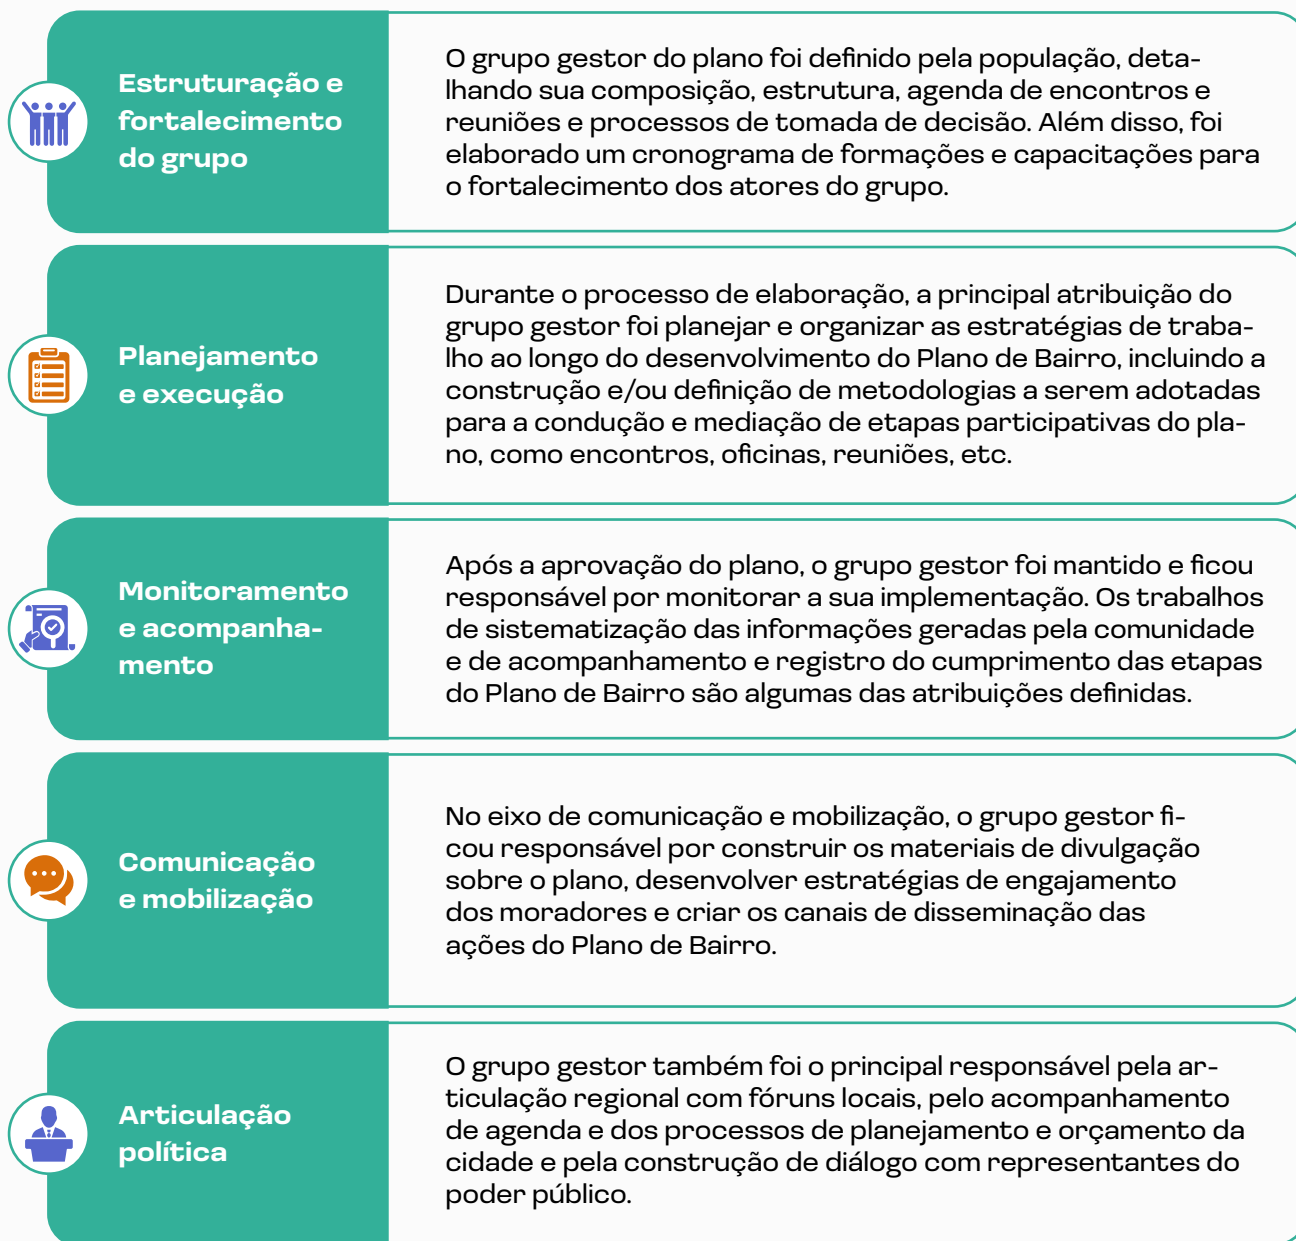 Estruturação e
fortalecimento
do grupo
O grupo gestor do plano foi definido pela população, deta-
lhando sua composição, estrutura, agenda de encontros e
reuniões e processos de tomada de decisão. Além disso, foi
elaborado um cronograma de formações e capacitações para
o fortalecimento dos atores do grupo.
Planejamento
e execução
Durante o processo de elaboração, a principal atribuição do
grupo gestor foi planejar e organizar as estratégias de traba-
lho ao longo do desenvolvimento do Plano de Bairro, incluindo a
construção e/ou definição de metodologias a serem adotadas
para a condução e mediação de etapas participativas do pla-
no, como encontros, oficinas, reuniões, etc.
Monitoramento
e acompanha-
mento
Após a aprovação do plano, o grupo gestor foi mantido e ficou
responsável por monitorar a sua implementação. Os trabalhos
de sistematização das informações geradas pela comunidade
e de acompanhamento e registro do cumprimento das etapas
do Plano de Bairro são algumas das atribuições definidas.
Comunicação
e mobilização
No eixo de comunicação e mobilização, o grupo gestor fi-
cou responsável por construir os materiais de divulgação
sobre o plano, desenvolver estratégias de engajamento
dos moradores e criar os canais de disseminação das
ações do Plano de Bairro.
Articulação
política
O grupo gestor também foi o principal responsável pela ar-
ticulação regional com fóruns locais, pelo acompanhamento
de agenda e dos processos de planejamento e orçamento da
cidade e pela construção de diálogo com representantes do
poder público.